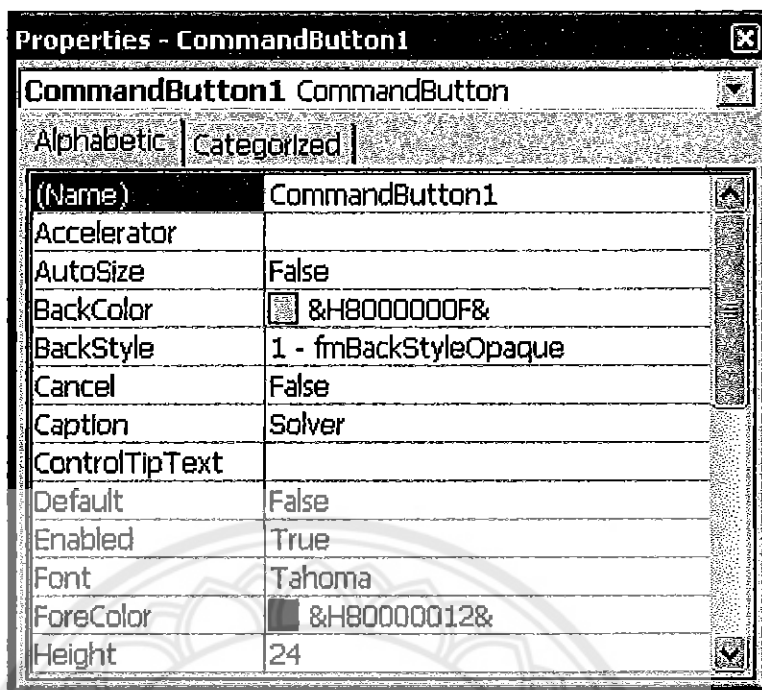 Properties - CommandButton1
CommandButton1 CommandButton
Alphabetic Categorized
(Name) CommandButton1
Accelerator
AutoSize False
BackColor &H8000000F&
BackStyle 1 - fmBackStyleOpaque
Cancel False
Caption Solver
ControlTipText
Default False
Enabled True
Font Tahoma
ForeColor &H80000012&
Height 24